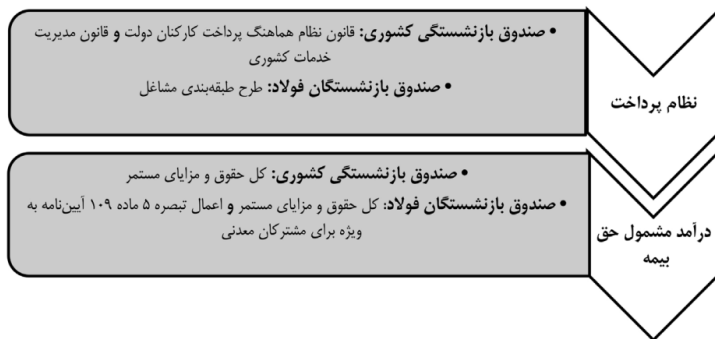 نظام پرداخت
• صندوق بازنشستگی کشوری: قانون نظام هماهنگ پرداخت کارکنان دولت و قانون مدیریت
خدمات کشوری
• صندوق بازنشستگان فولاد: طرح طبقه‌بندی مشاغل
درآمد مشمول حق
بیمه
• صندوق بازنشستگی کشوری: کل حقوق و مزایای مستمر
• صندوق بازنشستگان فولاد: کل حقوق و مزایای مستمر و اعمال تبصره ۵ ماده ۱۰۹ آیین‌نامه به
ویژه برای مشترکان معدنی